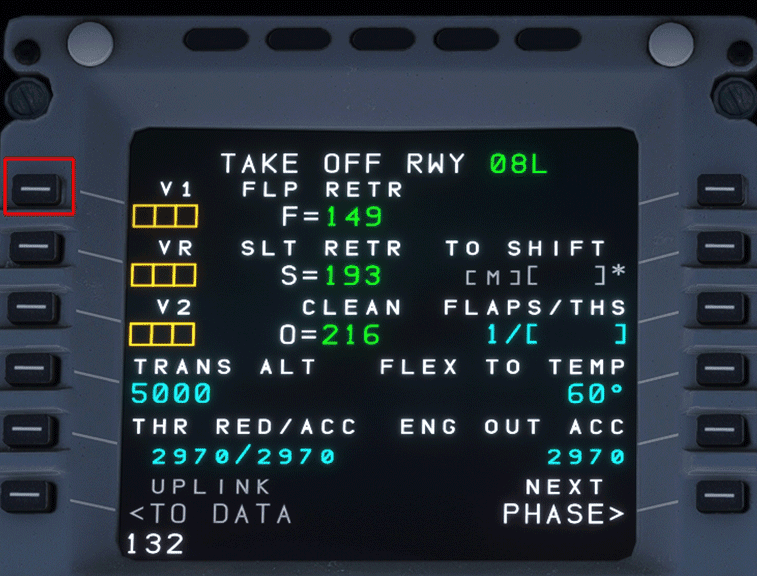 TAKE OFF RWY 08L
V1 FLP RETR
F=149
VR SLT RETR TO SHIFT
S=193 [M][ ]*
V2 CLEAN FLAPS/THS
O=216 1/[ ]
TRANS ALT FLEX TO TEMP
5000 60°
THR RED/ACC ENG OUT ACC
2970/2970 2970
UPLINK NEXT
<TO DATA PHASE>
132